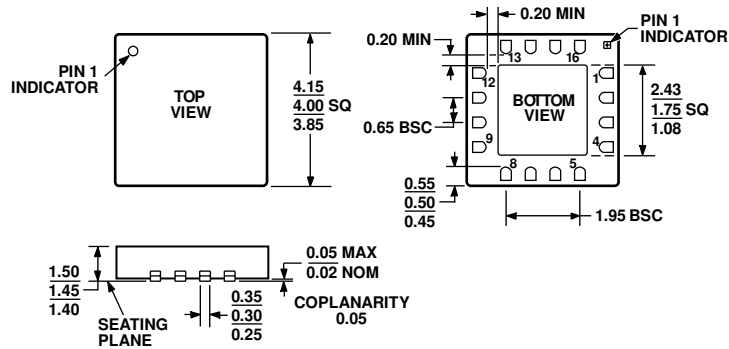 PIN 1
INDICATOR
TOP
VIEW
4.15
4.00 SQ
3.85
0.20 MIN
0.20 MIN
PIN 1
INDICATOR
13
16
12
1
BOTTOM
VIEW
0.65 BSC
9
4
8
5
2.43
1.75 SQ
1.08
0.55
0.50
0.45
1.95 BSC
1.50
1.45
1.40
SEATING
PLANE
0.35
0.30
0.25
0.05 MAX
0.02 NOM
COPLANARITY
0.05